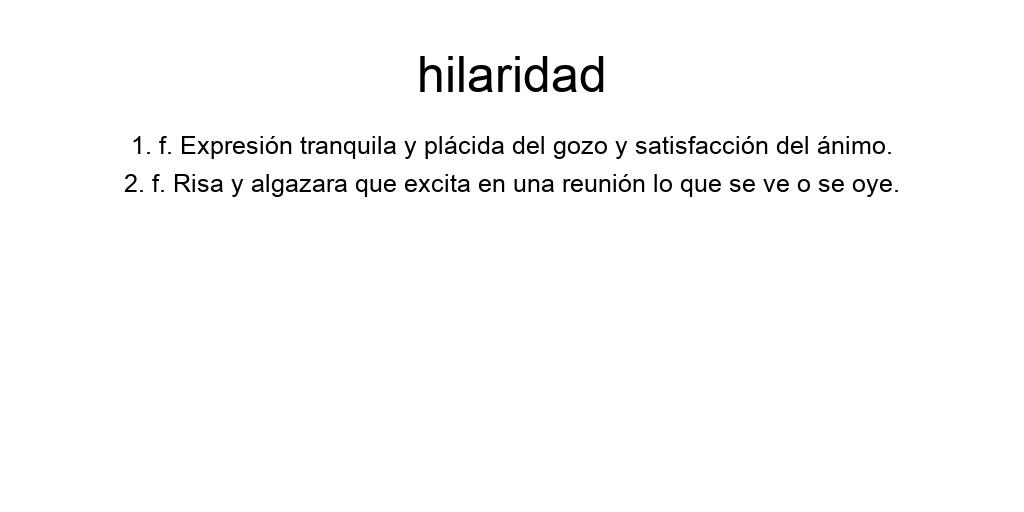 hilaridad
1. f. Expresión tranquila y plácida del gozo y satisfacción del ánimo.
2. f. Risa y algazara que excita en una reunión lo que se ve o se oye.